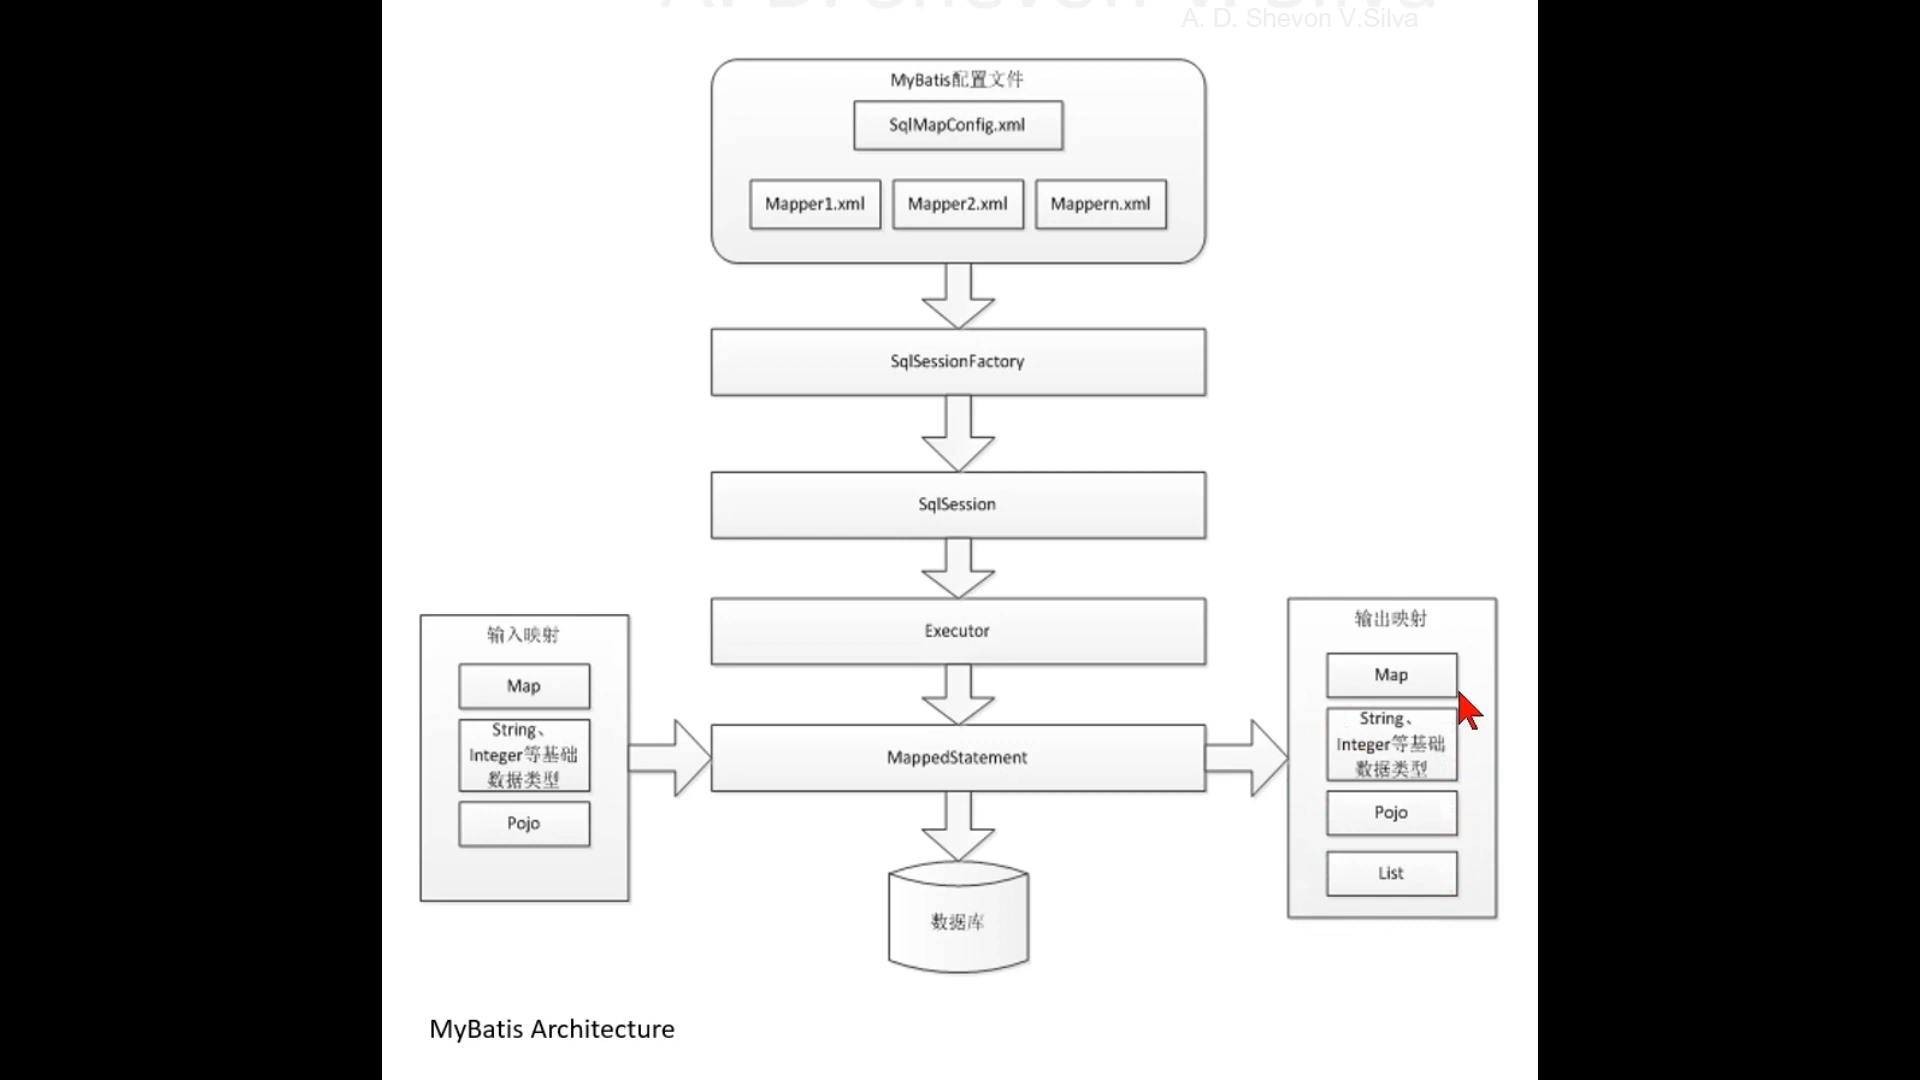 A. D. Shevon V.Silva
A. D. Shevon V.Silva
MyBatis配置文件
SqlMapConfig.xml
Mapper1.xml
Mapper2.xml
Mappern.xml
SqlSessionFactory
SqlSession
Executor
输入映射
Map
String、
Integer等基础
数据类型
Pojo
MappedStatement
输出映射
Map
String、
Integer等基础
数据类型
Pojo
List
数据库
MyBatis Architecture